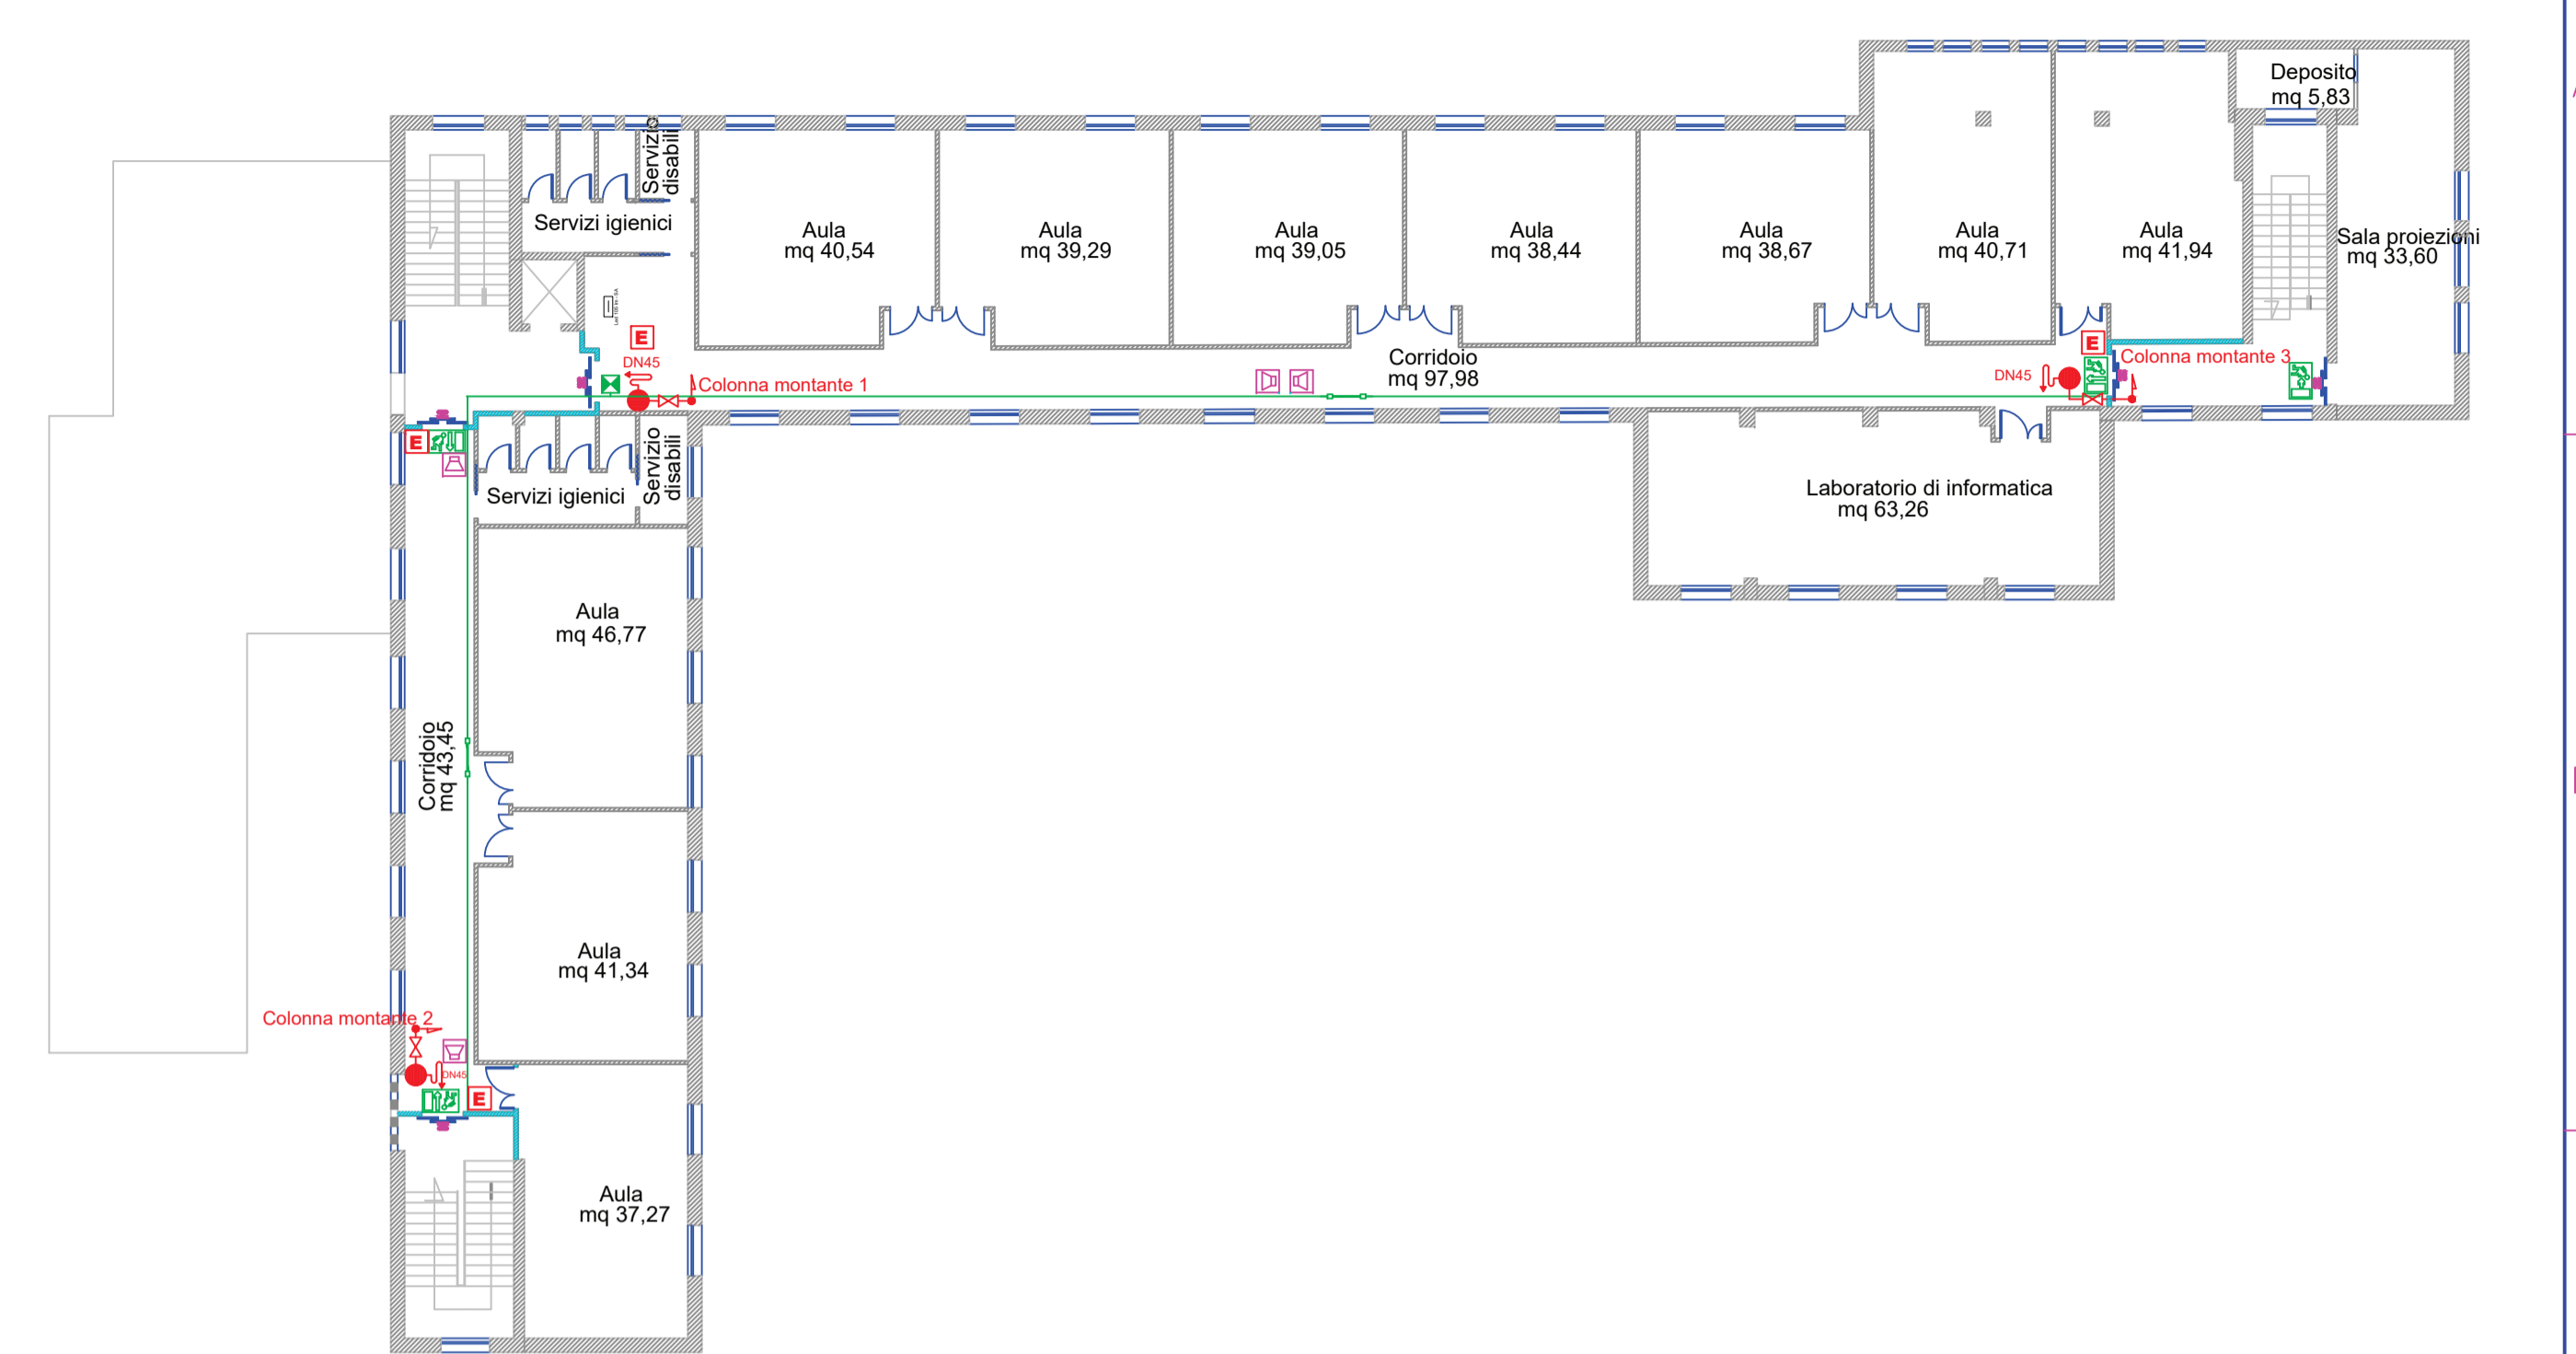 Deposito
mq 5,83
Servizio
disabili
Servizi igienici
Aula
mq 40,54
Aula
mq 39,29
Aula
mq 39,05
Aula
mq 38,44
Aula
mq 38,67
Aula
mq 40,71
Aula
mq 41,94
Sala proiezioni
mq 33,60
E
DN45
Colonna montante 1
Corridoio
mq 97,98
E
DN45
Colonna montante 3
E
Servizi igienici
Servizio
disabili
Laboratorio di informatica
mq 63,26
Aula
mq 46,77
Corridoio
mq 43,45
Aula
mq 41,34
Colonna montante 2
DN45
E
Aula
mq 37,27